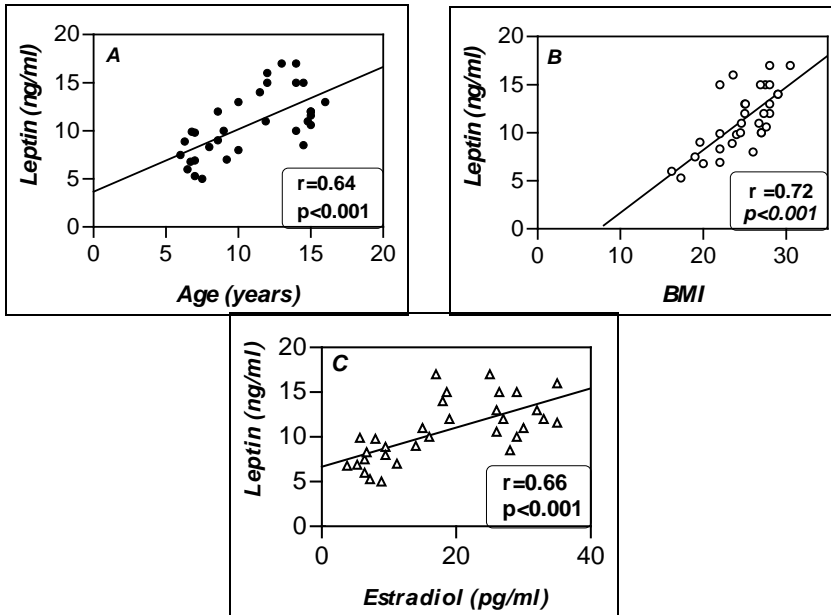 A
Leptin (ng/ml)
20
15
10
5
0
r=0.64
p<0.001
0 5 10 15 20
Age (years)
B
Leptin (ng/ml)
20
15
10
5
0
r =0.72
p<0.001
0 10 20 30
BMI
C
Leptin (ng/ml)
20
15
10
5
0
r=0.66
p<0.001
0 20 40
Estradiol (pg/ml)